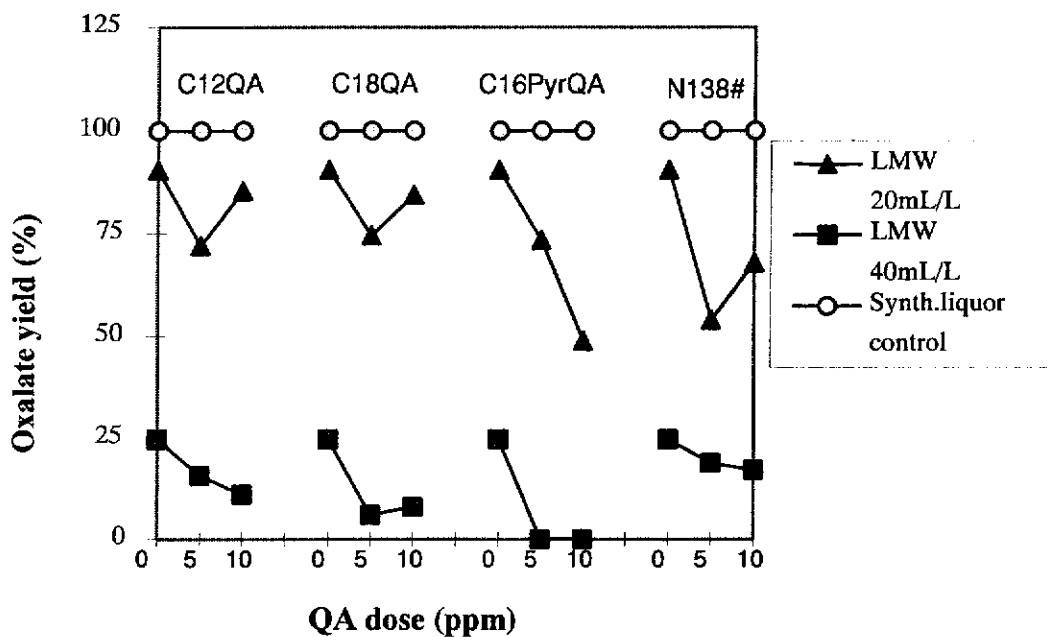 125
C12QA C18QA C16PyrQA N138#
100
75
50
25
0
Oxalate yield (%)
0 5 10 0 5 10 0 5 10 0 5 10
QA dose (ppm)
LMW
20mL/L
LMW
40mL/L
Synth.liquor
control